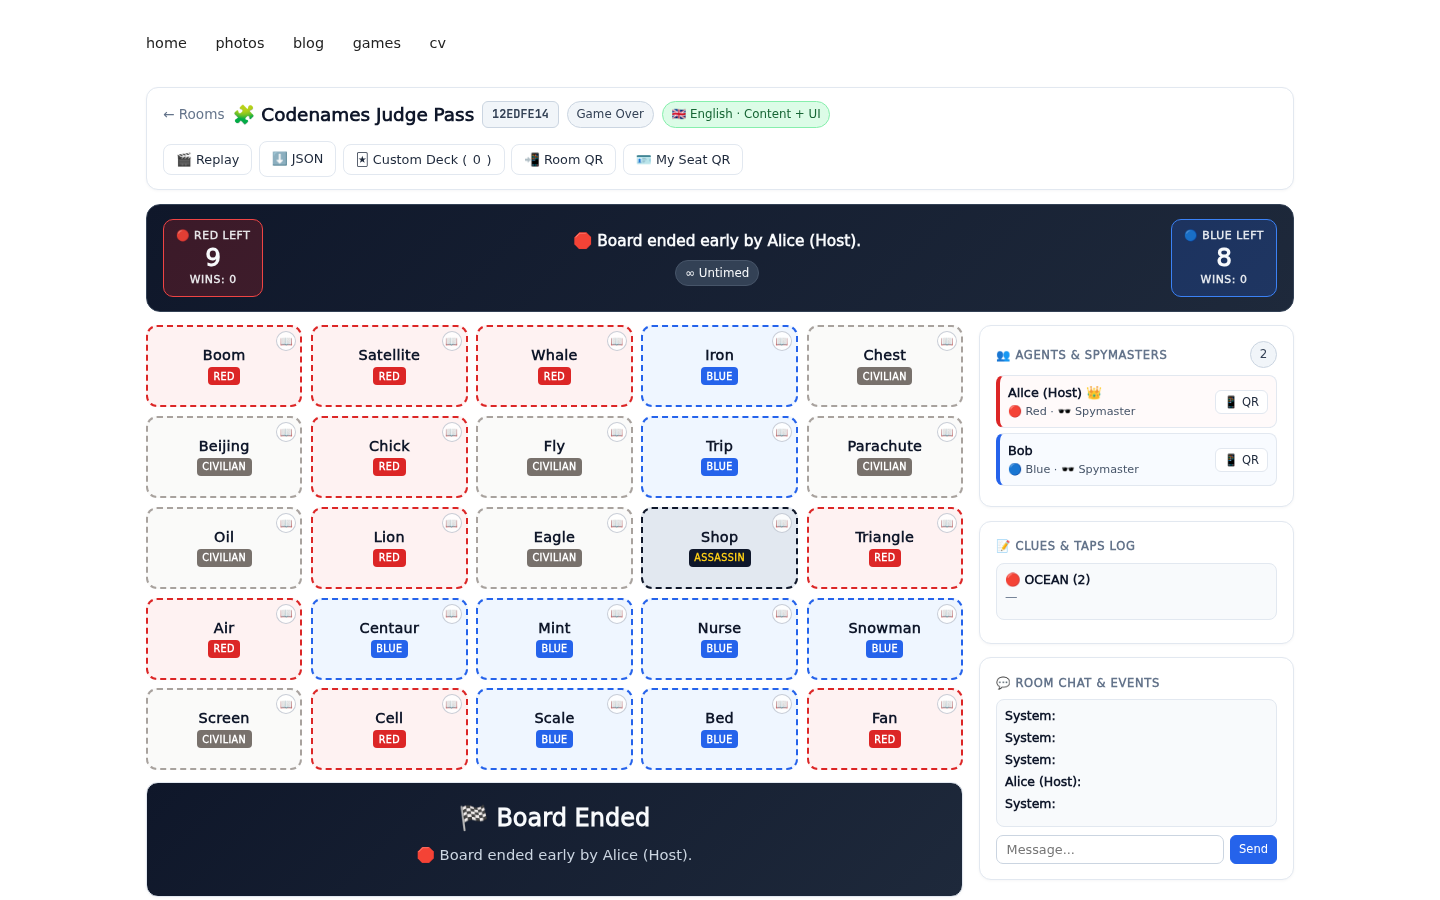 home photos blog games cv
← Rooms 🧩 Codenames Judge Pass 12EDFE14 Game Over 🇬🇧 English · Content + UI
🎬 Replay ⬇️ JSON 🃏 Custom Deck ( 0 ) 📲 Room QR 🪪 My Seat QR
🔴 RED LEFT
9
WINS: 0
🛑 Board ended early by Alice (Host).
∞ Untimed
🔵 BLUE LEFT
8
WINS: 0
Boom Satellite Whale Iron Chest
RED RED RED BLUE CIVILIAN
Beijing Chick Fly Trip Parachute
CIVILIAN RED CIVILIAN BLUE CIVILIAN
Oil Lion Eagle Shop Triangle
CIVILIAN RED CIVILIAN ASSASSIN RED
Air Centaur Mint Nurse Snowman
RED BLUE BLUE BLUE BLUE
Screen Cell Scale Bed Fan
CIVILIAN RED BLUE BLUE RED
🏁 Board Ended
🛑 Board ended early by Alice (Host).
👥 AGENTS & SPYMASTERS 2
Alice (Host) 👑
🔴 Red · 🕶️ Spymaster
📱 QR
Bob
🔵 Blue · 🕶️ Spymaster
📱 QR
📝 CLUES & TAPS LOG
🔴 OCEAN (2)
—
💬 ROOM CHAT & EVENTS
System:
System:
System:
Alice (Host):
System:
Message... Send